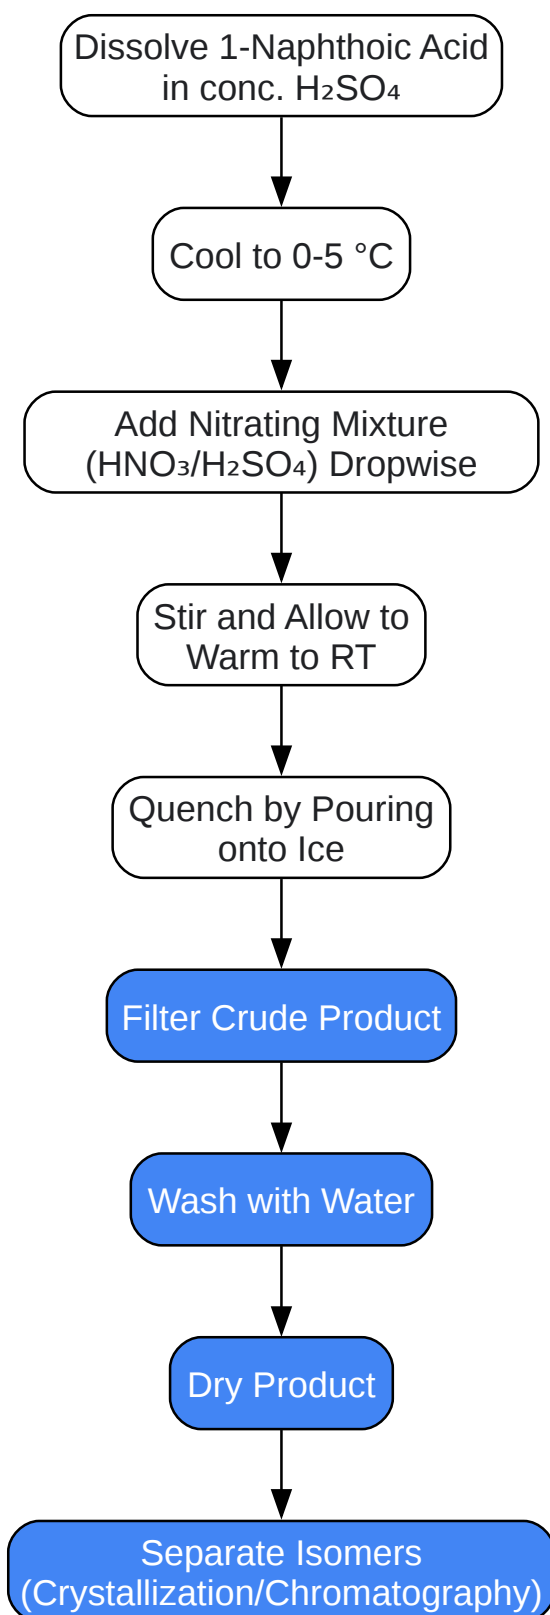 Dissolve 1-Naphthoic Acid
in conc. H₂SO₄
Cool to 0-5 °C
Add Nitrating Mixture
(HNO₃/H₂SO₄) Dropwise
Stir and Allow to
Warm to RT
Quench by Pouring
onto Ice
Filter Crude Product
Wash with Water
Dry Product
Separate Isomers
(Crystallization/Chromatography)